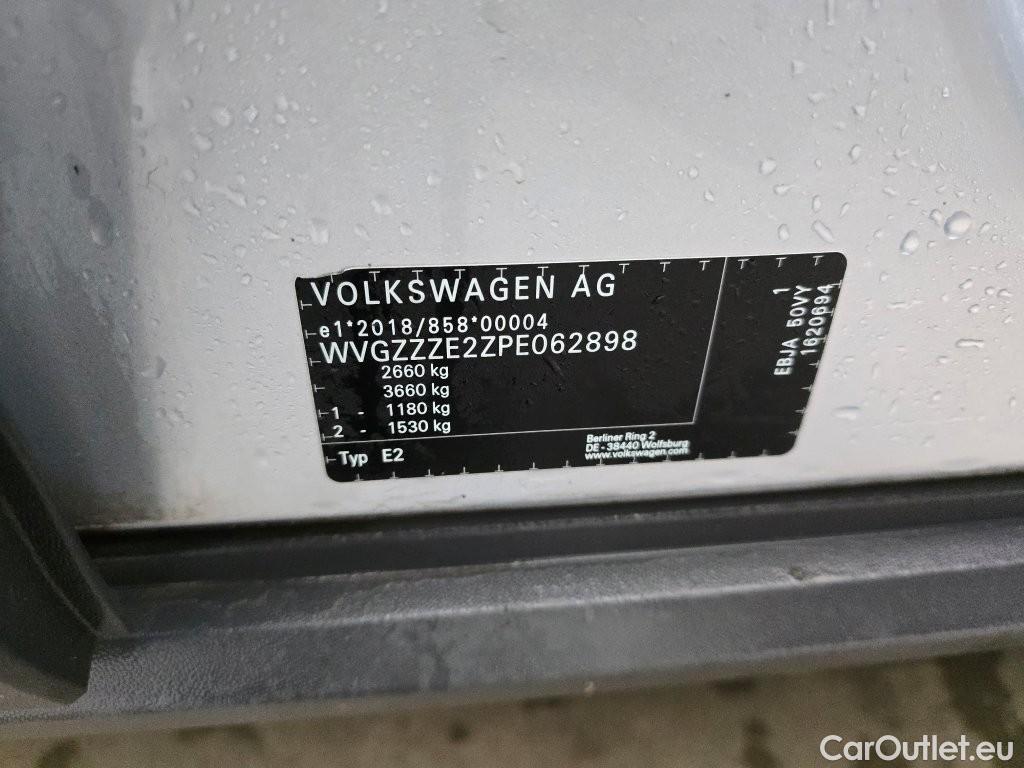 VOLKSWAGEN AG
e1*2018/858*00004
WVGZZZE2ZPE062898
2660 kg
3660 kg
1 - 1180 kg
2 - 1530 kg
Typ E2
Berliner Ring 2
DE - 38440 Wolfsburg
www.volkswagen.com
1
EBJA 50VY
1620694
CarOutlet.eu